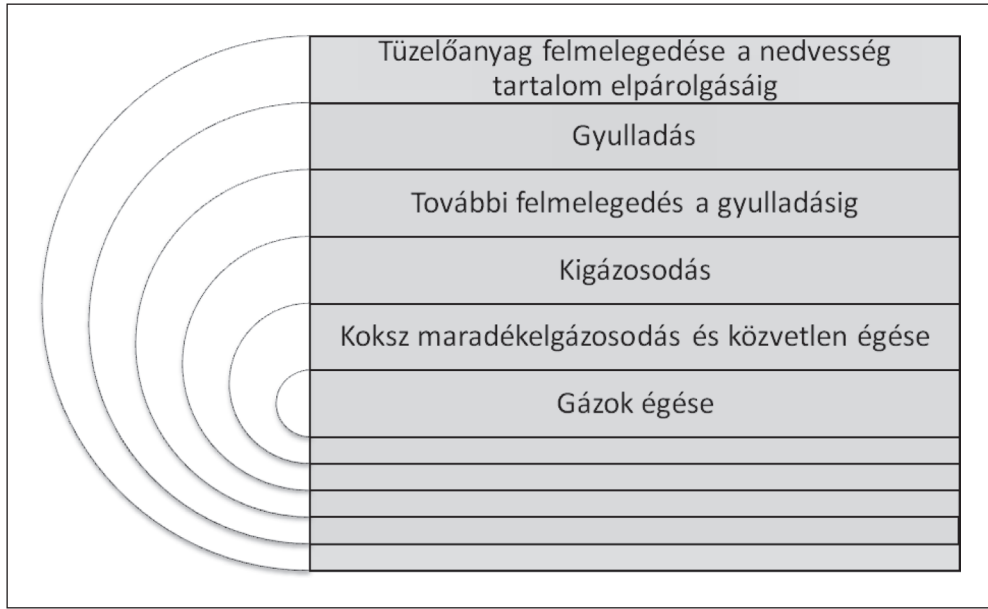 Tüzelőanyag felmelegedése a nedvesség
tartalom elpárolgásáig
Gyulladás
További felmelegedés a gyulladásig
Kigázosodás
Koksz maradékelgázosodás és közvetlen égése
Gázok égése